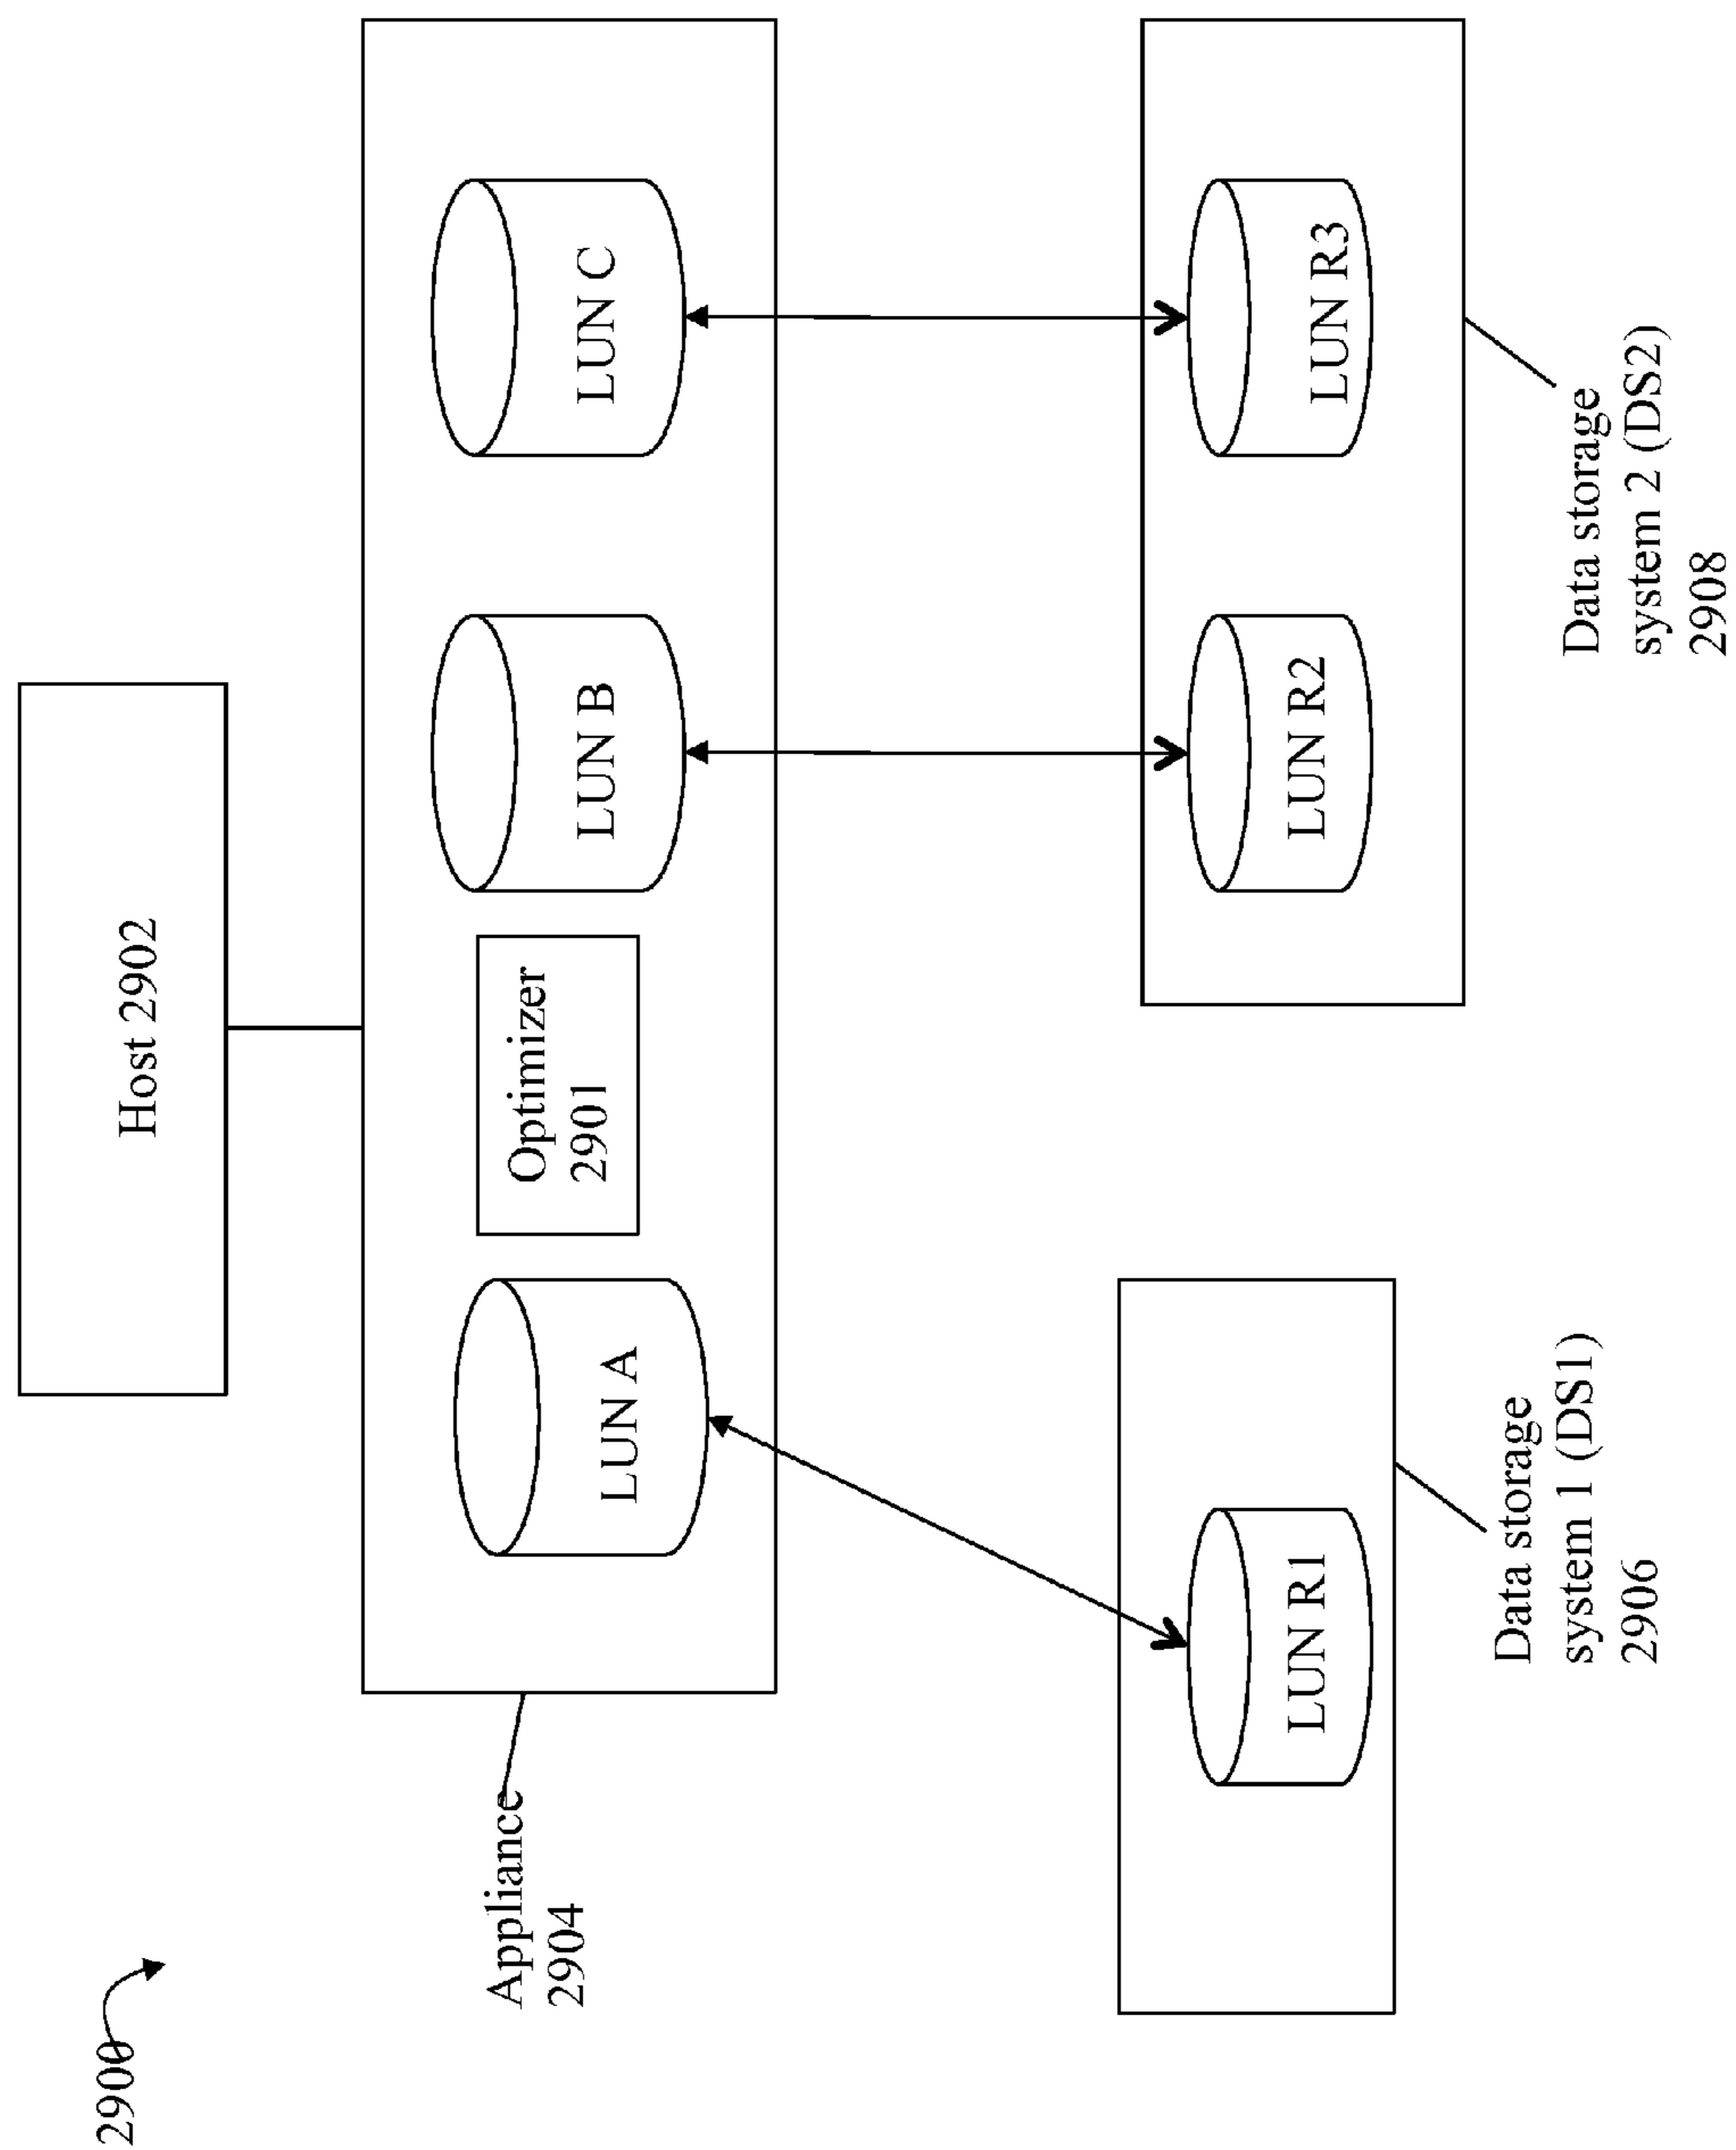 2900
Host 2902
Appliance
2904
LUN A
Optimizer
2901
LUN B
LUN C
LUN R1
LUN R2
LUN R3
Data storage
system 1 (DS1)
2906
Data storage
system 2 (DS2)
2908